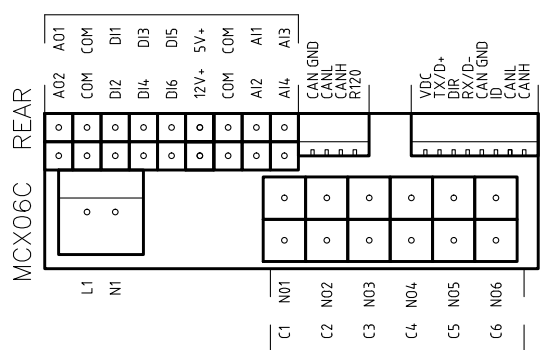 AO1 COM DI1 DI3 DI5 5V+ COM AI1 AI3
AO2 COM DI2 DI4 DI6 12V+ COM AI2 AI4
CAN GND
CANL
CANH
R120
VDC
TX/D+
DIR
RX/D-
CAN GND
ID
CANL
CANH
MCX06C REAR
L1 N1
NO1 NO2 NO3 NO4 NO5 NO6
C1 C2 C3 C4 C5 C6